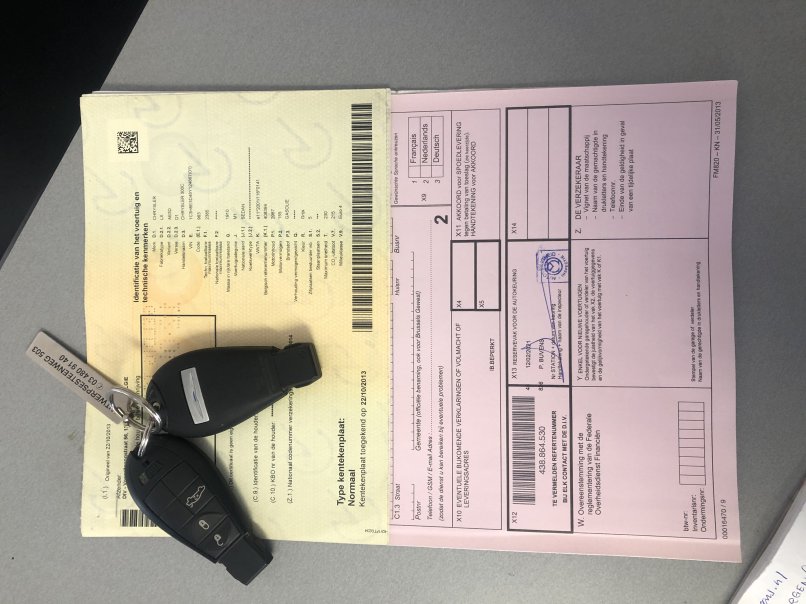 ANTWERPSESTEENWEG 503
✆ 03 480 91 40
(I.1.) Origineel van 22/10/2013
Afzender:
Identificatie van het voertuig en
technische kenmerken
Merk D.1. CHRYSLER
Fabriekstype D.2.1. LX
Variant D.2.2.
Versie D.2.3.
Handelsnaam D.3. CHRYSLER 300C
VIN E.
Code (E.1.)
Techn. toelaatbare F.1.
maximummassa
Nationale toelaatbare F.2. *****
maximummassa
Massa in rijklare toestand G. 1910
Voertuigcategorie J. M1
Nationale aard (J.1) SEDAN
Koetswerktype (J.2)
WVTA K.
Belgisch referentienummer (K.1)
Motorinhoud P.1. 2987
Motorvermogen P.2.
Brandstof P.3. GASOLIE
Verhouding vermogen/gewicht Q. *****
Kleur R. Grijs
Zitplaatsen bestuurder inb. S.1. 5
Staanplaatsen S.2. ***
Maximum snelheid T. 230
CO₂-uitstoot V.7. 215
Milieuklasse V.9. Euro 4
(C.9.) Identificatie van de houder
(C.10.) KBO nr van de houder:
(Z.1.) Nationaal codenummer verzekering
Type kentekenplaat:
Normaal
Kentekenplaat toegekend op 22/10/2013
C1.3 Straat Huisnr Busnr
Postnr Gemeente (officiële benaming, ook voor Brussels Gewest)
Telefoon / GSM / E-mail Adres :
(zodat de dienst u kan bereiken bij eventuele problemen)
2
Gewenschte Sprache ankreuzen
X9
1 Français
2 Nederlands
3 Deutsch
X10 EVENTUELE BIJKOMENDE VERKLARINGEN OF VOLMACHT OF
LEVERINGSADRES
IB.BEPERKT
X4
X5
X11 AKKOORD voor SPOEDLEVERING
tegen betaling van toeslag (zie keerzijde).
HANDTEKENING voor AKKOORD
X12
438.864.530
TE VERMELDEN REFERTENUMMER
BIJ ELK CONTACT MET DE D.I.V.
X13 RESERVEVAK VOOR DE AUTOKEURING
12/02/2021
P. BUVENS
Nr STATION + datum van keuring
Handtekening + naam van de inspecteur
X14
W. Overeenstemming met de
reglementering van de Federale
Overheidsdienst Financiën
btw-nr:
Inventarisnr:
Ondernemingsnr:
Y. ENKEL VOOR NIEUWE VOERTUIGEN
Ondergetekende garagehouder of verdeler van het voertuig
bevestigt de juistheid van het vak X2, de voertuiggegevens
en de gelijkvormigheid van het voertuig met vak K of K1.
Stempel van de garage of verdeler
Naam van de gerechtigde in drukletters en handtekening.
Z. DE VERZEKERAAR
– Vignet van de maatschappij
– Naam van de gemachtigde in
drukletters en handtekening
– Telefoonnr.
– Einde van de geldigheid in geval
van een tijdelijke plaat
00016470 / 9
FM820 – KN – 31/05/2013